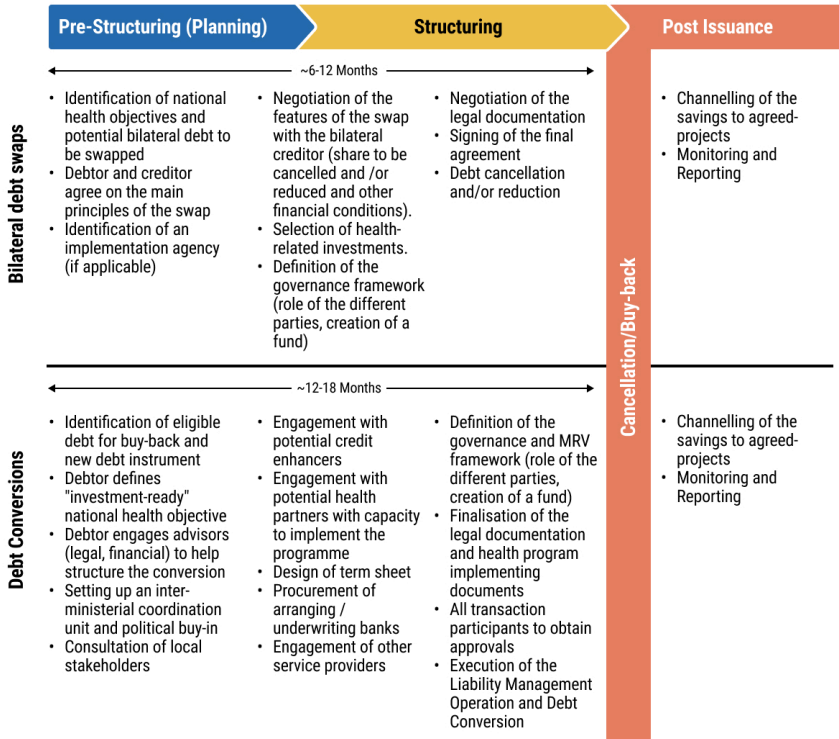 Pre-Structuring (Planning)
Structuring
Post Issuance
Bilateral debt swaps
~6-12 Months
• Identification of national
health objectives and
potential bilateral debt to
be swapped
• Debtor and creditor
agree on the main
principles of the swap
• Identification of an
implementation agency
(if applicable)
• Negotiation of the
features of the swap
with the bilateral
creditor (share to be
cancelled and /or
reduced and other
financial conditions).
• Selection of health-
related investments.
• Definition of the
governance framework
(role of the different
parties, creation of a
fund)
• Negotiation of the
legal documentation
• Signing of the final
agreement
• Debt cancellation
and/or reduction
Cancellation/Buy-back
• Channelling of the
savings to agreed-
projects
• Monitoring and
Reporting
Debt Conversions
~12-18 Months
• Identification of eligible
debt for buy-back and
new debt instrument
• Debtor defines
"investment-ready"
national health objective
• Debtor engages advisors
(legal, financial) to help
structure the conversion
• Setting up an inter-
ministerial coordination
unit and political buy-in
• Consultation of local
stakeholders
• Engagement with
potential credit
enhancers
• Engagement with
potential health
partners with capacity
to implement the
programme
• Design of term sheet
• Procurement of
arranging /
underwriting banks
• Engagement of other
service providers
• Definition of the
governance and MRV
framework (role of the
different parties,
creation of a fund)
• Finalisation of the
legal documentation
and health program
implementing
documents
• All transaction
participants to obtain
approvals
• Execution of the
Liability Management
Operation and Debt
Conversion
• Channelling of the
savings to agreed-
projects
• Monitoring and
Reporting